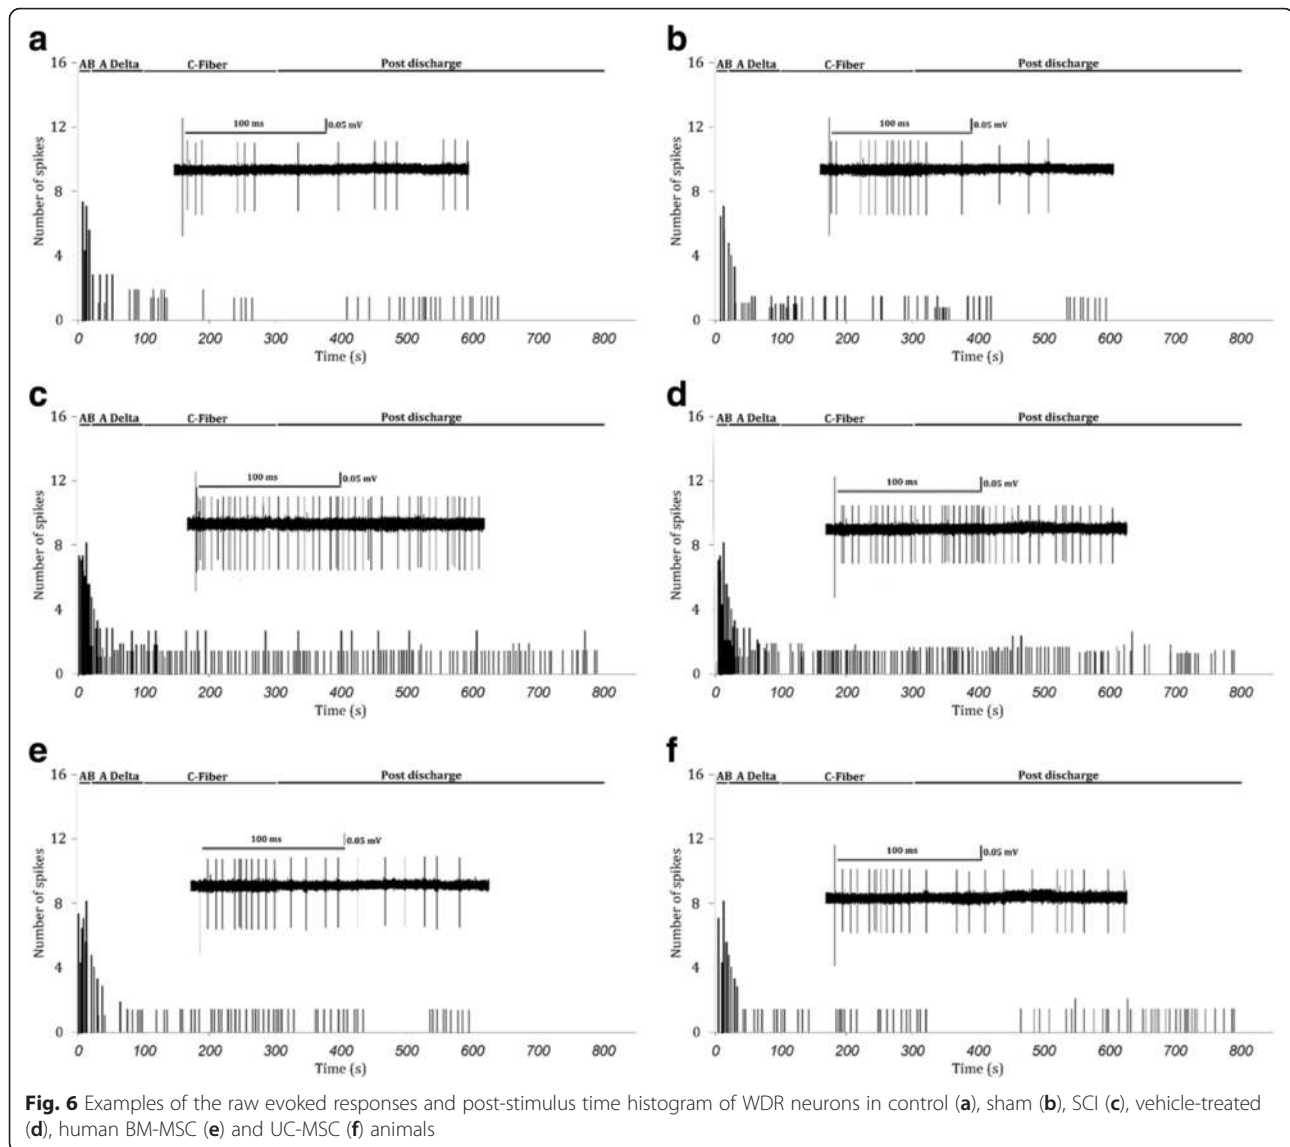 a
16
AB A Delta C-Fiber Post discharge
12
100 ms 0.05 mV
8
4
0
Number of spikes
0 100 200 300 400 500 600 700 800
Time (s)
b
16
AB A Delta C-Fiber Post discharge
12
100 ms 0.05 mV
8
4
0
Number of spikes
0 100 200 300 400 500 600 700 800
Time (s)
c
16
AB A Delta C-Fiber Post discharge
12
100 ms 0.05 mV
8
4
0
Number of spikes
0 100 200 300 400 500 600 700 800
Time (s)
d
16
AB A Delta C-Fiber Post discharge
12
100 ms 0.05 mV
8
4
0
Number of spikes
0 100 200 300 400 500 600 700 800
Time (s)
e
16
AB A Delta C-Fiber Post discharge
12
100 ms 0.05 mV
8
4
0
Number of spikes
0 100 200 300 400 500 600 700 800
Time (s)
f
16
AB A Delta C-Fiber Post discharge
12
100 ms 0.05 mV
8
4
0
Number of spikes
0 100 200 300 400 500 600 700 800
Time (s)
Fig. 6 Examples of the raw evoked responses and post-stimulus time histogram of WDR neurons in control (a), sham (b), SCI (c), vehicle-treated
(d), human BM-MSC (e) and UC-MSC (f) animals